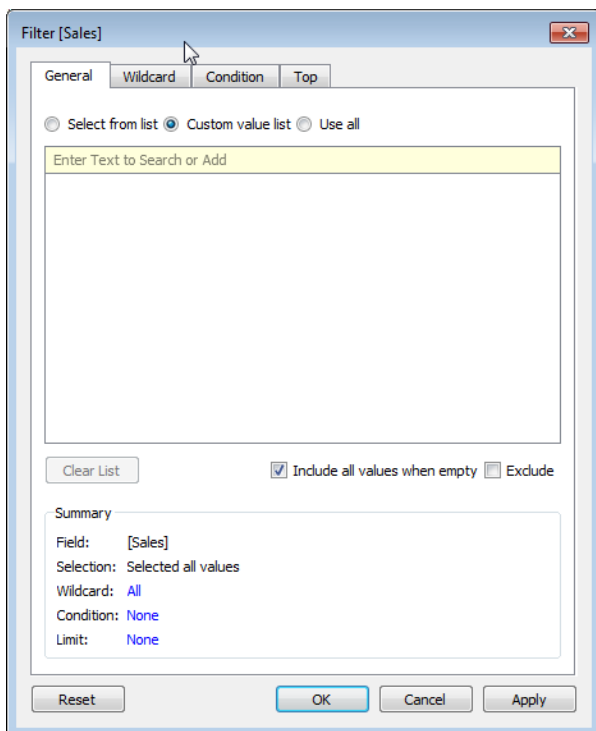 Filter [Sales]
General Wildcard Condition Top
Select from list Custom value list Use all
Enter Text to Search or Add
Clear List Include all values when empty Exclude
Summary
Field: [Sales]
Selection: Selected all values
Wildcard: All
Condition: None
Limit: None
Reset OK Cancel Apply